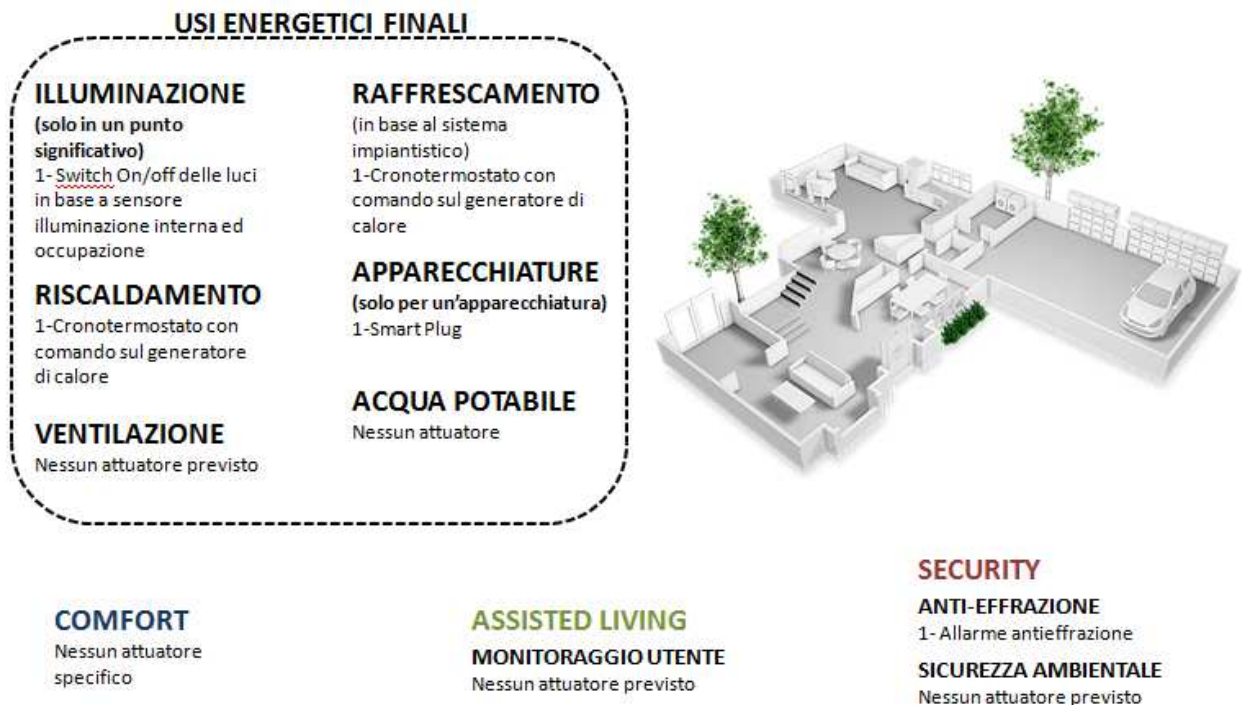 USI ENERGETICI FINALI
ILLUMINAZIONE
(solo in un punto
significativo)
1- Switch On/off delle luci
in base a sensore
illuminazione interna ed
occupazione
RISCALDAMENTO
1-Cronotermostato con
comando sul generatore
di calore
VENTILAZIONE
Nessun attuatore previsto
RAFFRESCAMENTO
(in base al sistema
impiantistico)
1-Cronotermostato con
comando sul generatore di
calore
APPARECCHIATURE
(solo per un'apparecchiatura)
1-Smart Plug
ACQUA POTABILE
Nessun attuatore
COMFORT
Nessun attuatore
specifico
ASSISTED LIVING
MONITORAGGIO UTENTE
Nessun attuatore previsto
SECURITY
ANTI-EFFRAZIONE
1- Allarme antieffrazione
SICUREZZA AMBIENTALE
Nessun attuatore previsto